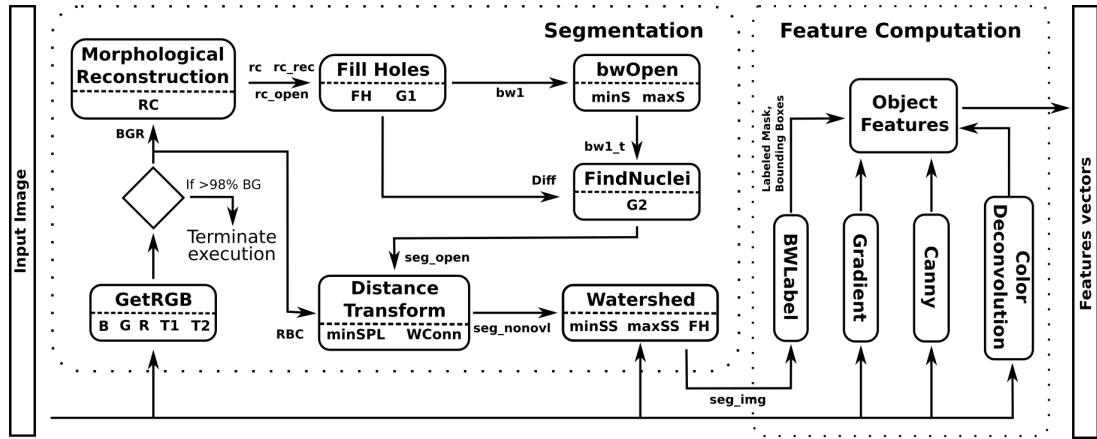 Input Image
Segmentation
Morphological
Reconstruction
RC
rc rc_rec
rc_open
Fill Holes
FH G1
bw1
bwOpen
minS maxS
BGR
If >98% BG
Terminate
execution
bw1_t
Diff
FindNuclei
G2
seg_open
GetRGB
B G R T1 T2
RBC
Distance
Transform
minSPL WConn
seg_nonovl
Watershed
minSS maxSS FH
seg_img
Feature Computation
Labeled Mask,
Bounding Boxes
Object
Features
BWLabel
Gradient
Canny
Color
Deconvolution
Features vectors